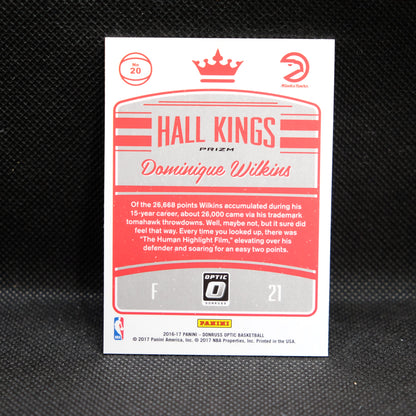 No.
20
Atlanta Hawks
HALL KINGS
PRIZM
Dominique Wilkins
Of the 26,668 points Wilkins accumulated during his
15-year career, about 26,000 came via his trademark
tomahawk throwdowns. Well, maybe not, but it sure did
feel that way. Every time you looked up, there was
"The Human Highlight Film," elevating over his
defender and soaring for an easy two points.
OPTIC
F
DONRUSS
21
NBA
PANINI
2016-17 PANINI - DONRUSS OPTIC BASKETBALL
© 2017 Panini America, Inc. © 2017 NBA Properties, Inc. Printed in the USA.